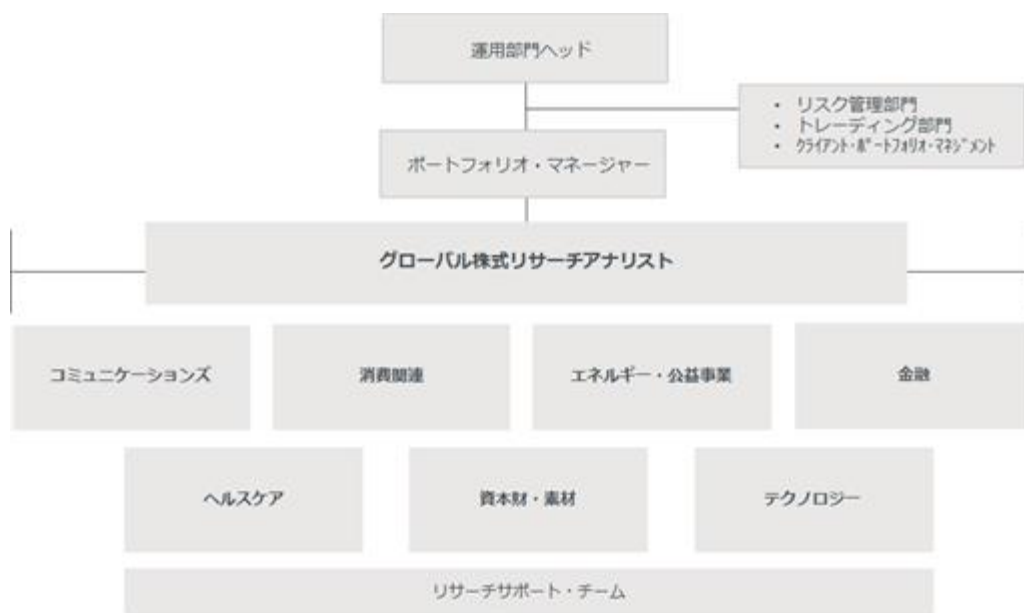 運用部門ヘッド
• リスク管理部門
• トレーディング部門
• クライアント・ポートフォリオ・マネジメント
ポートフォリオ・マネージャー
グローバル株式リサーチアナリスト
コミュニケーションズ
消費関連
エネルギー・公益事業
金融
ヘルスケア
資本財・素材
テクノロジー
リサーチサポート・チーム